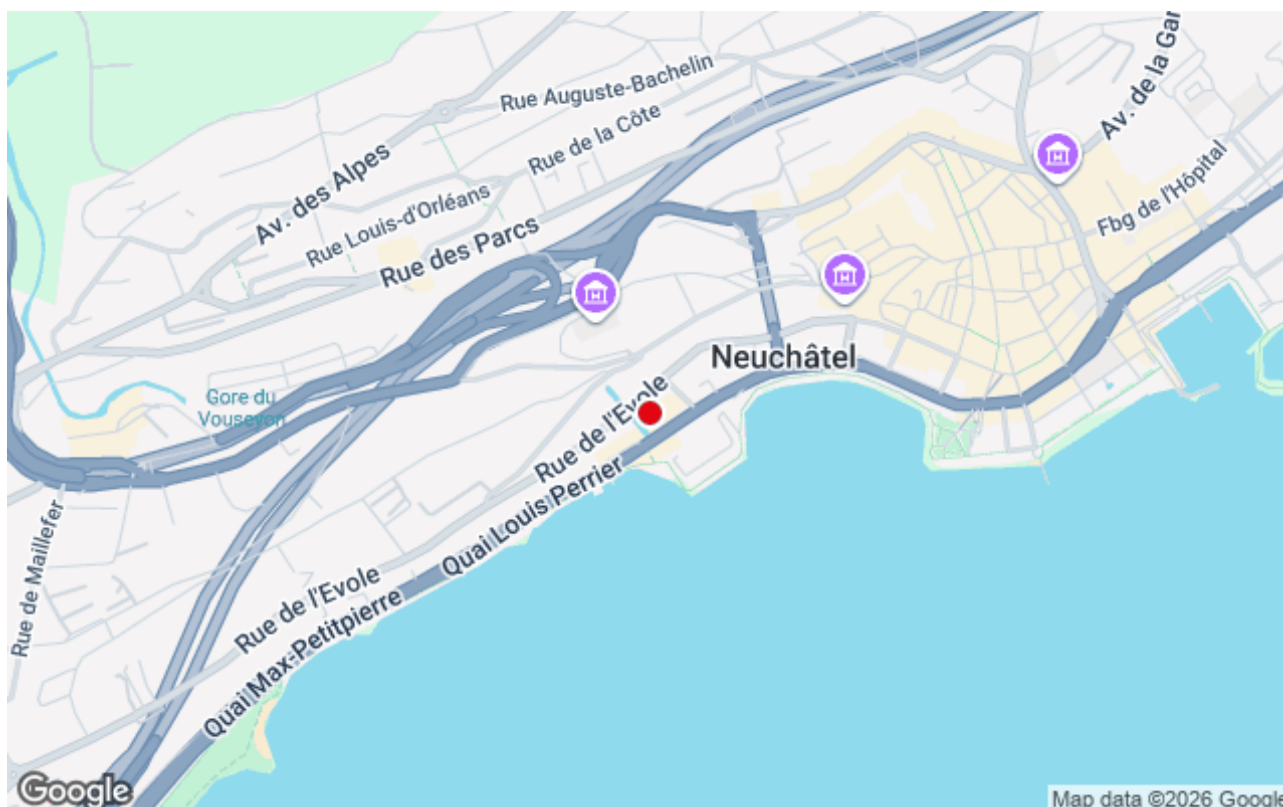 Rue Auguste-Bachelin
Av. de la Gar
Rue de la Côte
Av. des Alpes
Rue Louis-d'Orléans
Fbg de l'Hôpital
Rue des Parcs
Neuchâtel
Gore du
Vouseyon
Rue de l'Evole
Quai Louis Perrier
Rue de Maillefer
Rue de l'Evole
Quai Max-Petitpierre
Google
Map data ©2026 Google